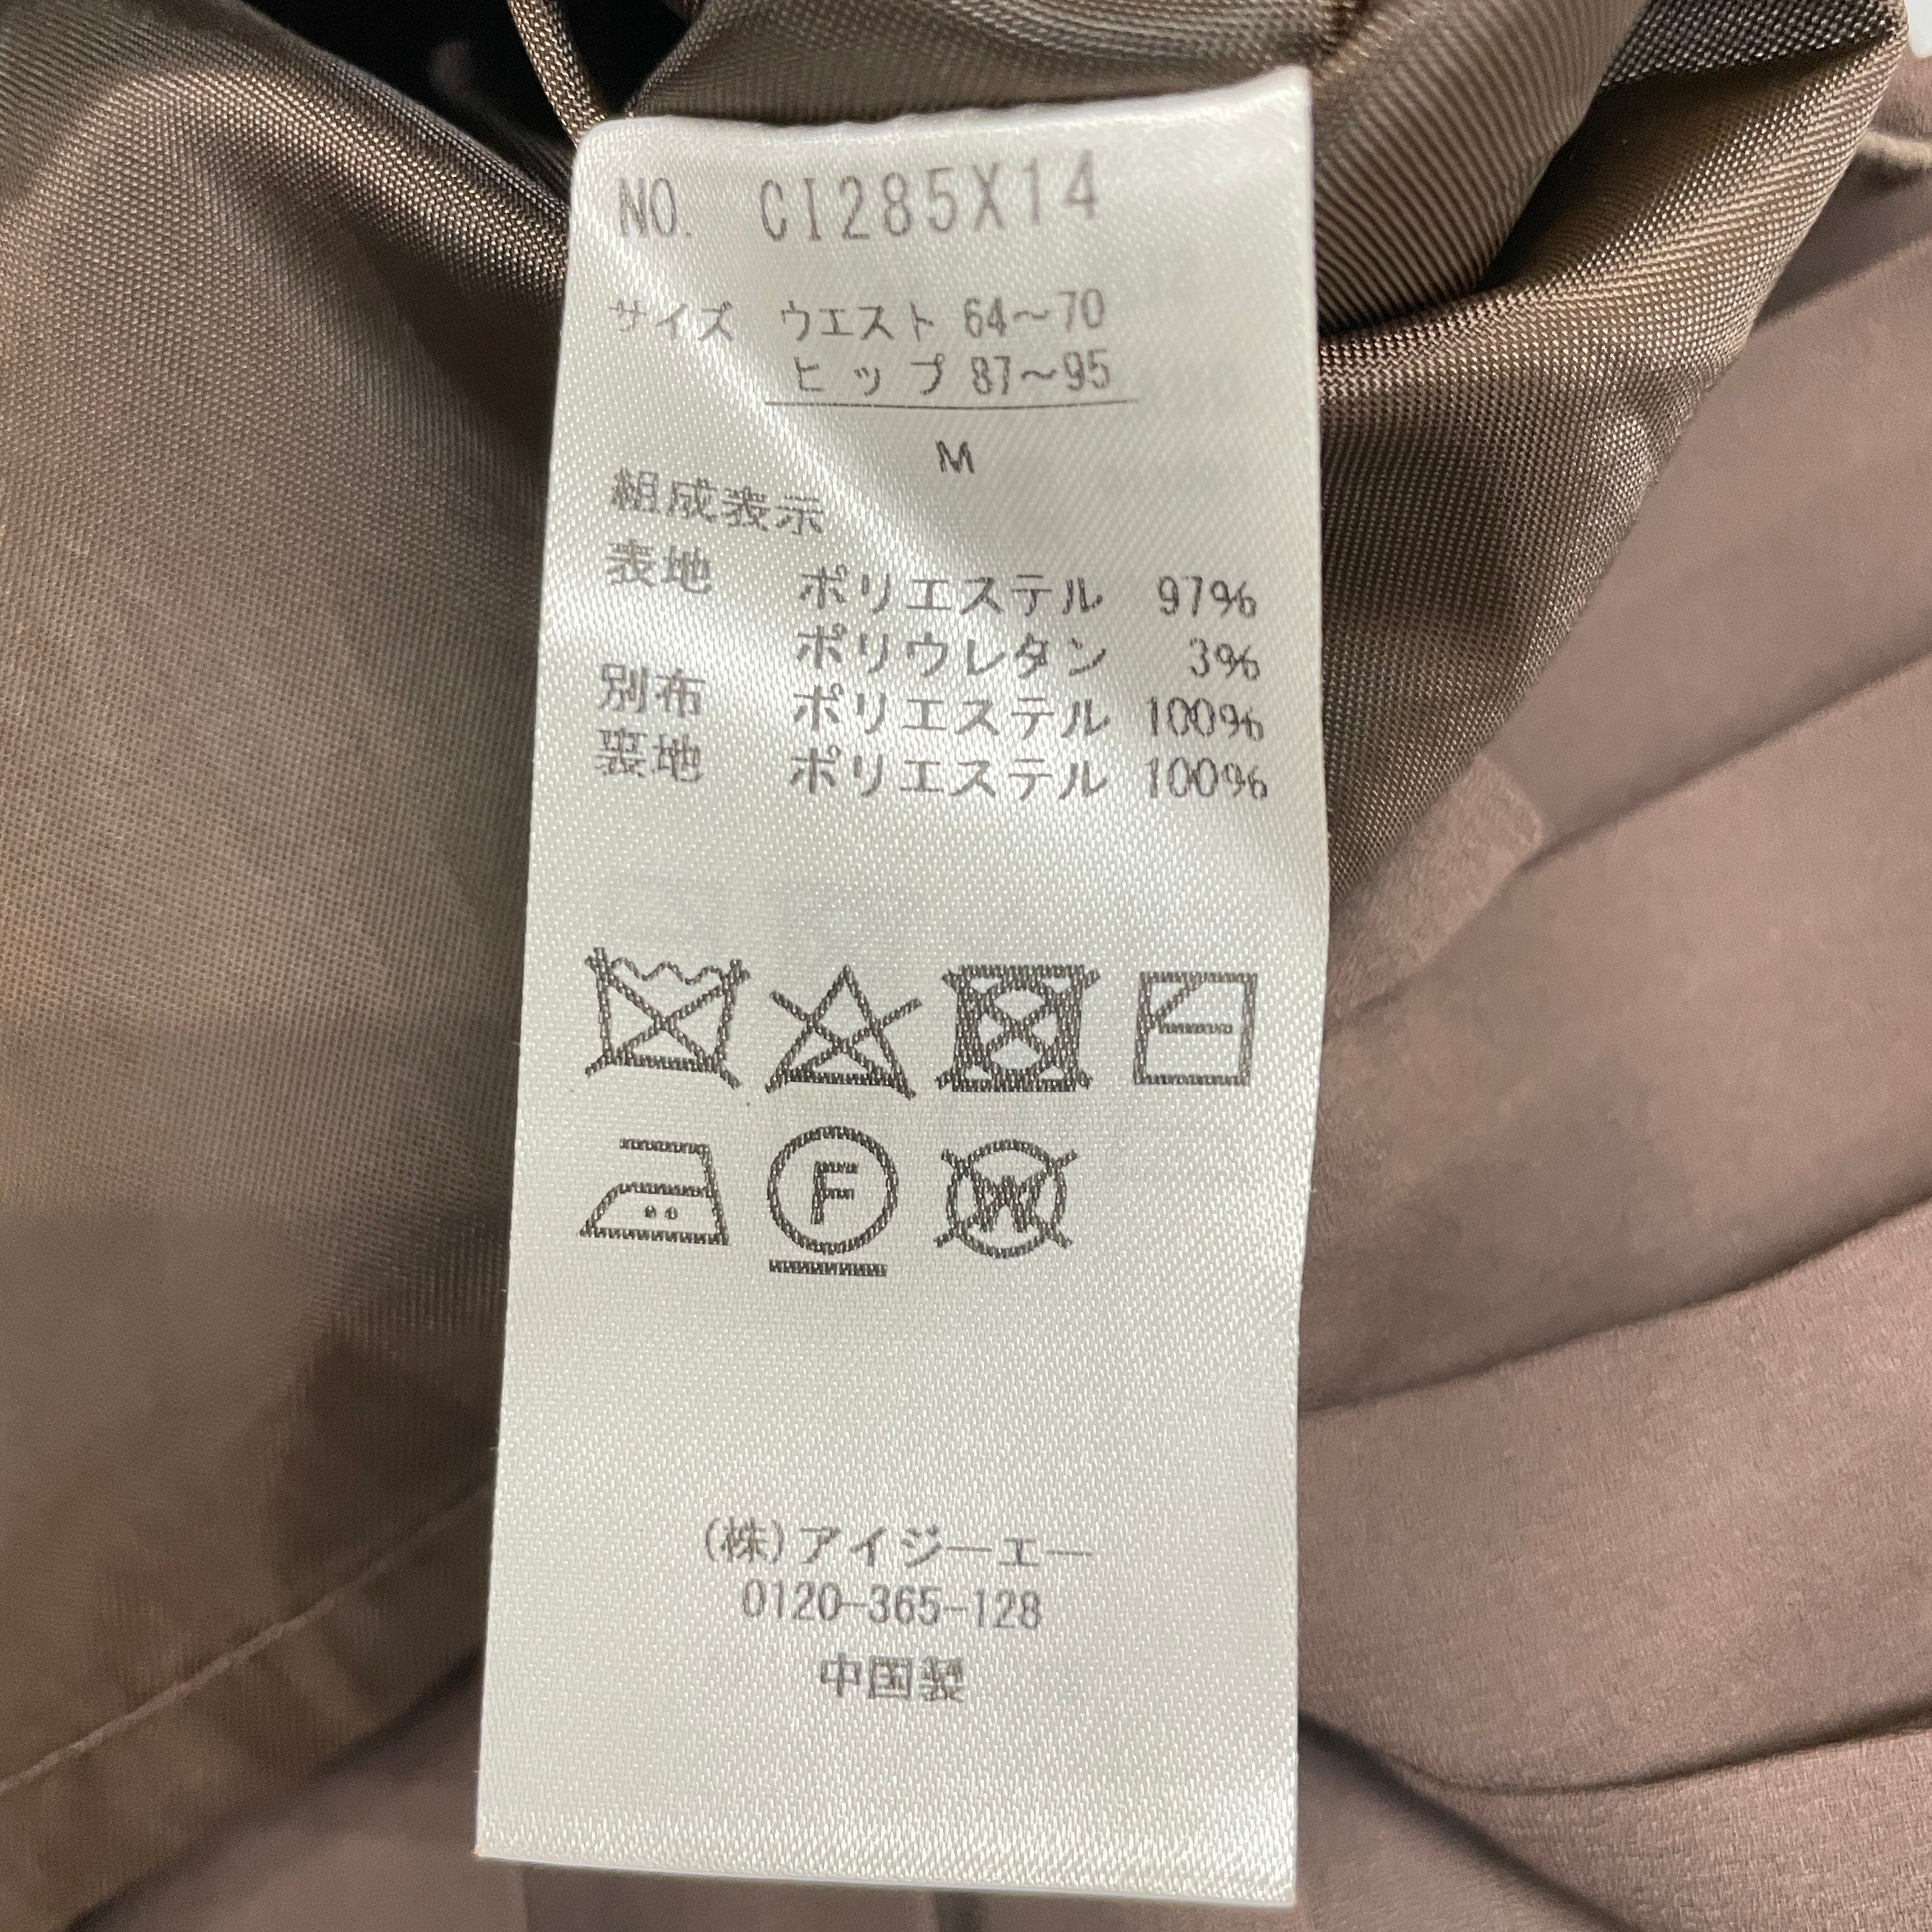 NO. CI285X14
サイズ ウエスト 64～70
ヒップ 87～95
M
組成表示
表地 ポリエステル 97%
ポリウレタン 3%
別布 ポリエステル 100%
裏地 ポリエステル 100%
F
W
(株)アイジーエー
0120-365-128
中国製